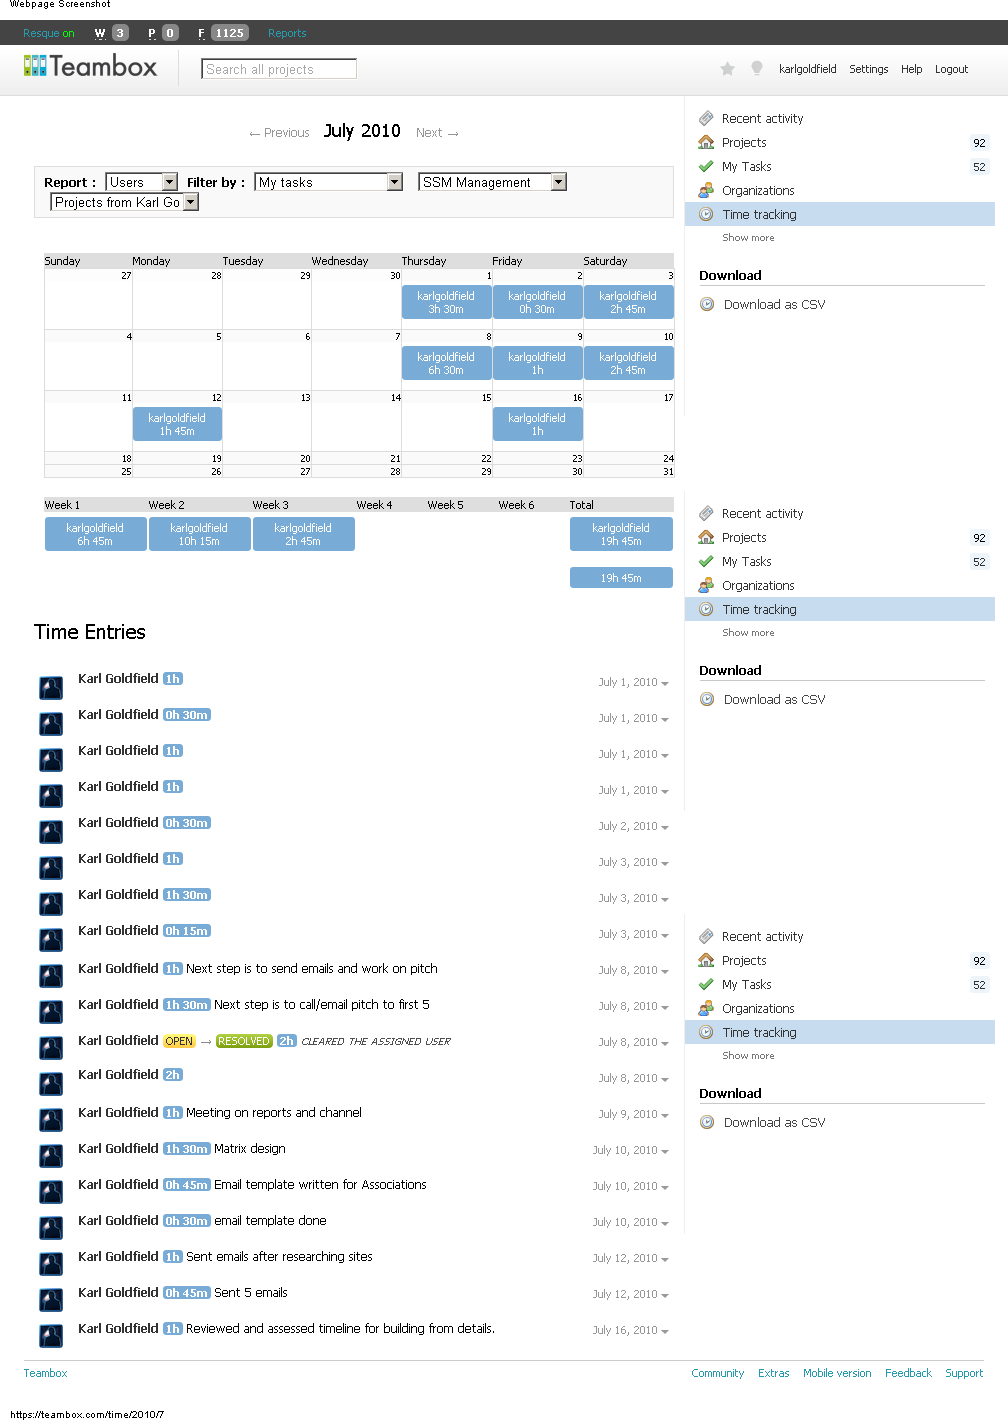 Webpage Screenshot
Resque on W 3 P 0 F 1125 Reports
Teambox Search all projects karlgoldfield Settings Help Logout
← Previous July 2010 Next →
Report : Users Filter by : My tasks SSM Management
Projects from Karl Go
Sunday Monday Tuesday Wednesday Thursday Friday Saturday
27 28 29 30 1 2 3
karlgoldfield karlgoldfield karlgoldfield
3h 30m 0h 30m 2h 45m
4 5 6 7 8 9 10
karlgoldfield karlgoldfield karlgoldfield
6h 30m 1h 2h 45m
11 12 13 14 15 16 17
karlgoldfield karlgoldfield
1h 45m 1h
18 19 20 21 22 23 24
25 26 27 28 29 30 31
Week 1 Week 2 Week 3 Week 4 Week 5 Week 6 Total
karlgoldfield karlgoldfield karlgoldfield karlgoldfield
6h 45m 10h 15m 2h 45m 19h 45m
19h 45m
Time Entries
Karl Goldfield 1h July 1, 2010
Karl Goldfield 0h 30m July 1, 2010
Karl Goldfield 1h July 1, 2010
Karl Goldfield 1h July 1, 2010
Karl Goldfield 0h 30m July 2, 2010
Karl Goldfield 1h July 3, 2010
Karl Goldfield 1h 30m July 3, 2010
Karl Goldfield 0h 15m July 3, 2010
Karl Goldfield 1h Next step is to send emails and work on pitch July 8, 2010
Karl Goldfield 1h 30m Next step is to call/email pitch to first 5 July 8, 2010
Karl Goldfield OPEN → RESOLVED 2h CLEARED THE ASSIGNED USER July 8, 2010
Karl Goldfield 2h July 8, 2010
Karl Goldfield 1h Meeting on reports and channel July 9, 2010
Karl Goldfield 1h 30m Matrix design July 10, 2010
Karl Goldfield 0h 45m Email template written for Associations July 10, 2010
Karl Goldfield 0h 30m email template done July 10, 2010
Karl Goldfield 1h Sent emails after researching sites July 12, 2010
Karl Goldfield 0h 45m Sent 5 emails July 12, 2010
Karl Goldfield 1h Reviewed and assessed timeline for building from details. July 16, 2010
Recent activity
Projects 92
My Tasks 52
Organizations
Time tracking
Show more
Download
Download as CSV
Recent activity
Projects 92
My Tasks 52
Organizations
Time tracking
Show more
Download
Download as CSV
Recent activity
Projects 92
My Tasks 52
Organizations
Time tracking
Show more
Download
Download as CSV
Teambox Community Extras Mobile version Feedback Support
https://teambox.com/time/2010/7